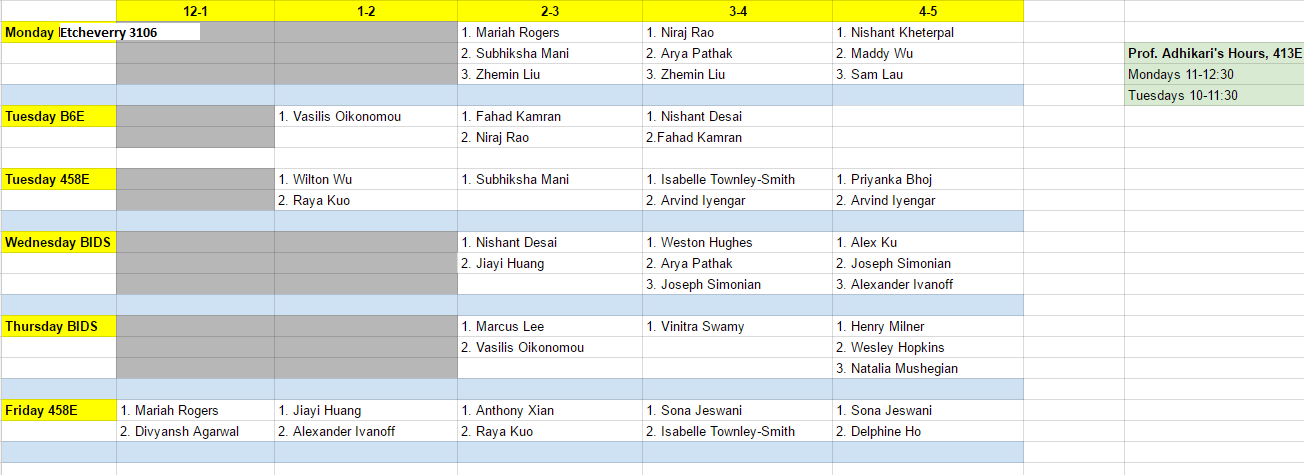 12-1 1-2 2-3 3-4 4-5
Monday Etcheverry 3106 1. Mariah Rogers 1. Niraj Rao 1. Nishant Kheterpal
2. Subhiksha Mani 2. Arya Pathak 2. Maddy Wu Prof. Adhikari's Hours, 413E
3. Zhemin Liu 3. Zhemin Liu 3. Sam Lau Mondays 11-12:30
Tuesdays 10-11:30
Tuesday B6E 1. Vasilis Oikonomou 1. Fahad Kamran 1. Nishant Desai
2. Niraj Rao 2.Fahad Kamran
Tuesday 458E 1. Wilton Wu 1. Subhiksha Mani 1. Isabelle Townley-Smith 1. Priyanka Bhoj
2. Raya Kuo 2. Arvind Iyengar 2. Arvind Iyengar
Wednesday BIDS 1. Nishant Desai 1. Weston Hughes 1. Alex Ku
2. Jiayi Huang 2. Arya Pathak 2. Joseph Simonian
3. Joseph Simonian 3. Alexander Ivanoff
Thursday BIDS 1. Marcus Lee 1. Vinitra Swamy 1. Henry Milner
2. Vasilis Oikonomou 2. Wesley Hopkins
3. Natalia Mushegian
Friday 458E 1. Mariah Rogers 1. Jiayi Huang 1. Anthony Xian 1. Sona Jeswani 1. Sona Jeswani
2. Divyansh Agarwal 2. Alexander Ivanoff 2. Raya Kuo 2. Isabelle Townley-Smith 2. Delphine Ho